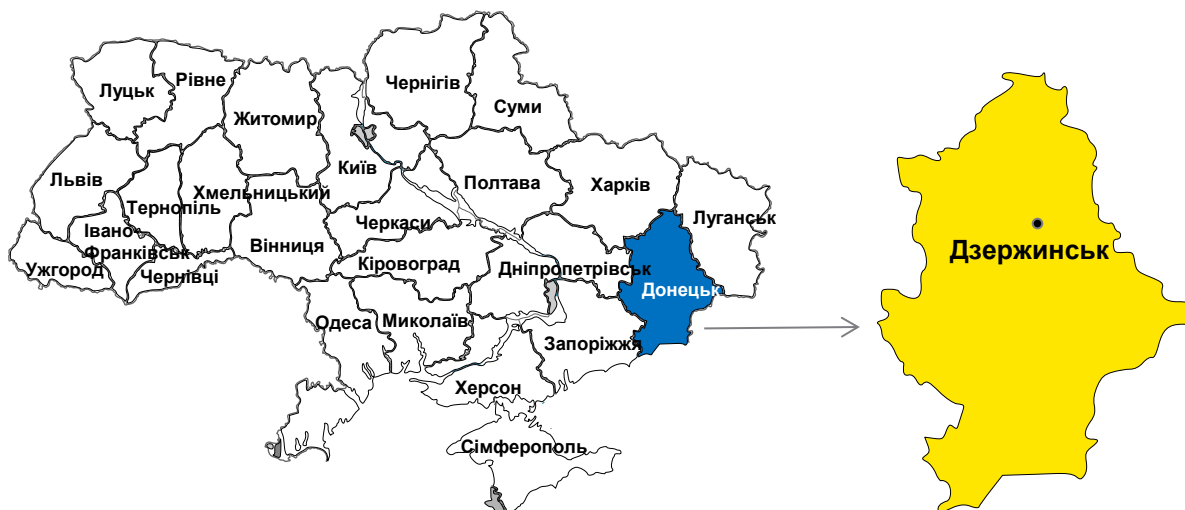 Луцьк
Рівне
Житомир
Чернігів
Суми
Київ
Львів
Тернопіль
Хмельницький
Полтава
Харків
Луганськ
Івано-
Франківськ
Ужгород
Чернівці
Вінниця
Черкаси
Кіровоград
Дніпропетрівськ
Донецьк
Одеса
Миколаїв
Запоріжжя
Херсон
Сімферополь
Дзержинськ